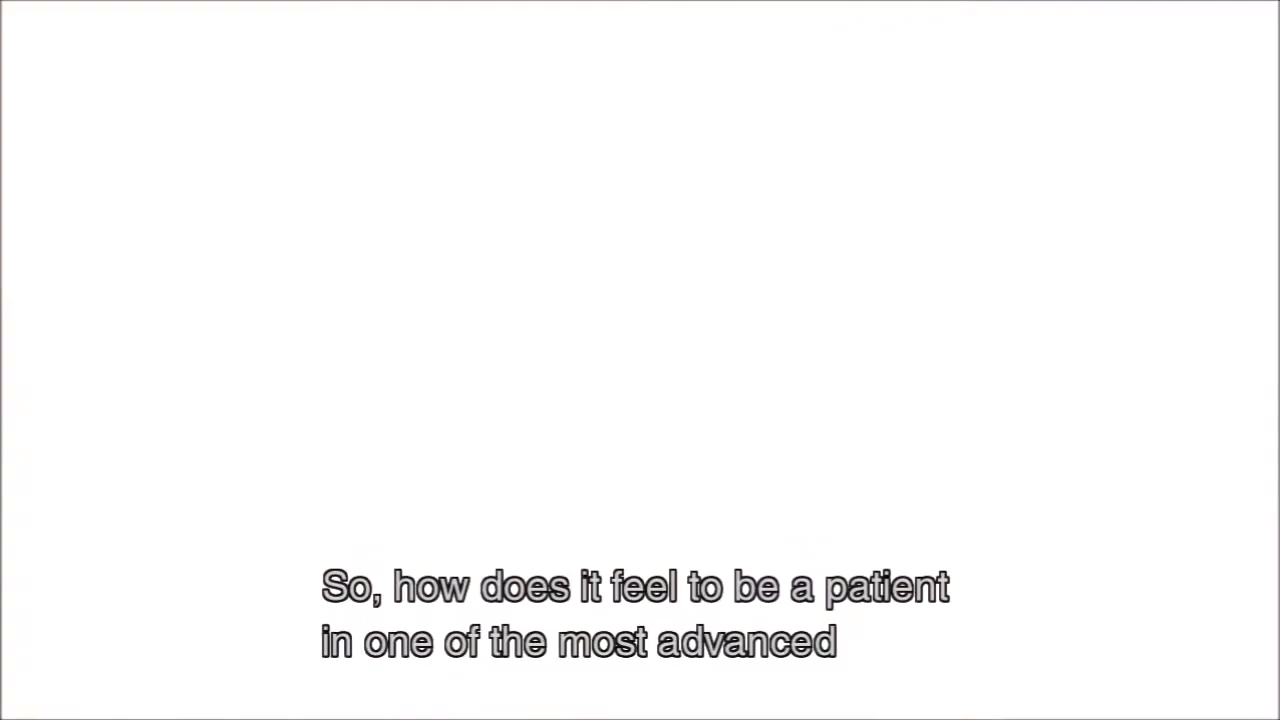 So, how does it feel to be a patient
in one of the most advanced